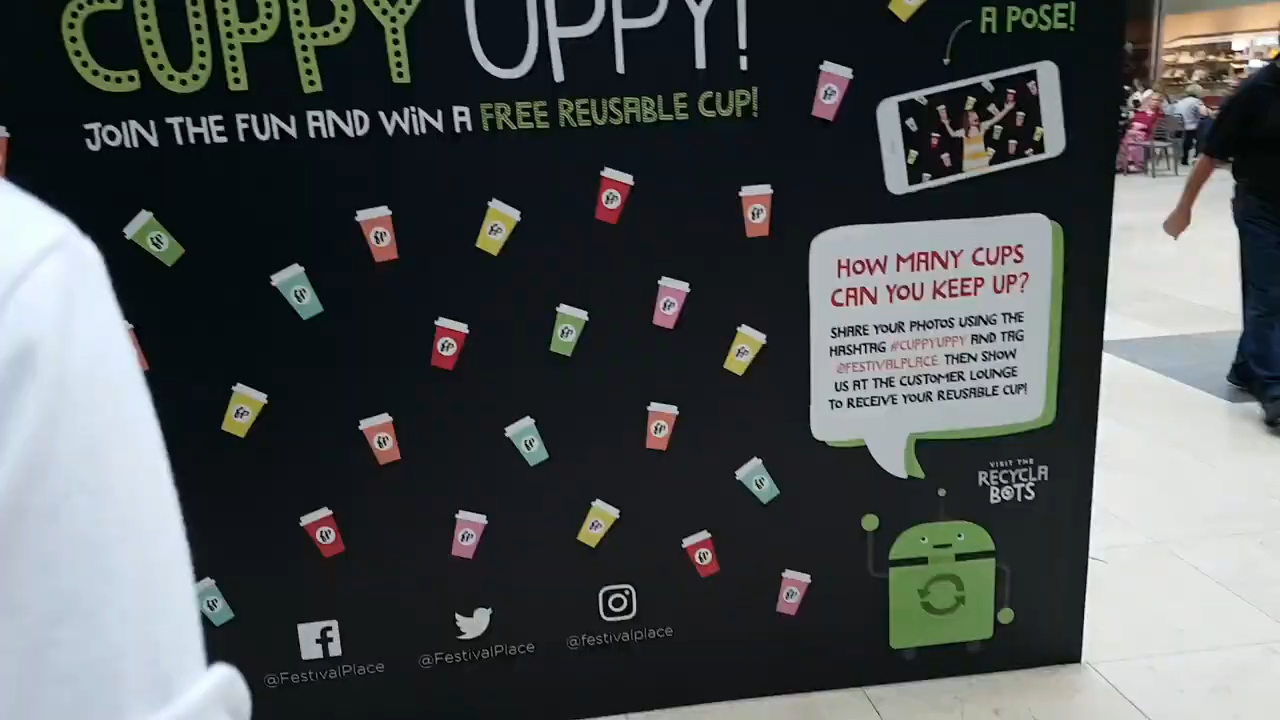 CUPPY UPPY!
JOIN THE FUN AND WIN A FREE REUSABLE CUP!
A POSE!
HOW MANY CUPS
CAN YOU KEEP UP?
SHARE YOUR PHOTOS USING THE
HASHTAG #CUPPYUPPY AND TAG
@FESTIVALPLACE. THEN SHOW
US AT THE CUSTOMER LOUNGE
TO RECEIVE YOUR REUSABLE CUP!
VISIT THE
RECYCLA
BOTS
@FestivalPlace
@FestivalPlace
@festivalplace